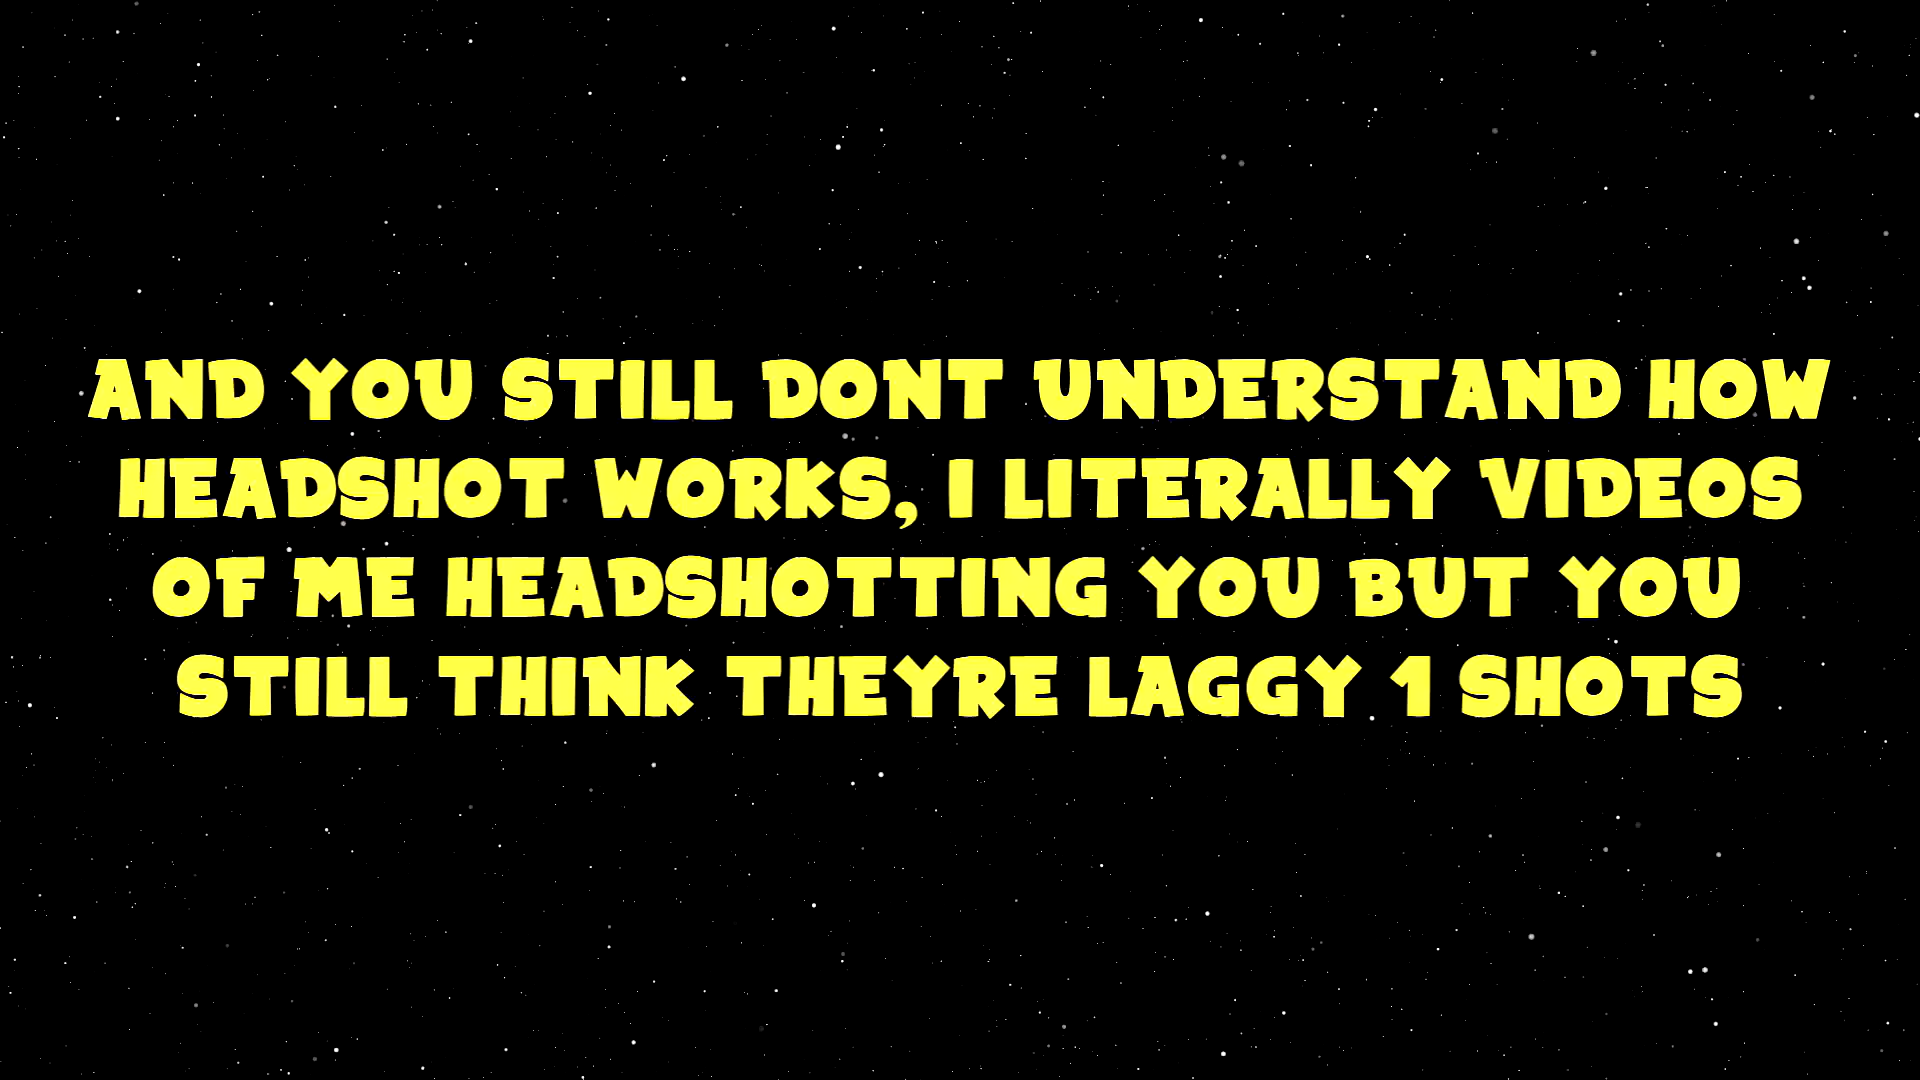 AND YOU STILL DONT UNDERSTAND HOW
HEADSHOT WORKS, I LITERALLY VIDEOS
OF ME HEADSHOTTING YOU BUT YOU
STILL THINK THEYRE LAGGY 1 SHOTS